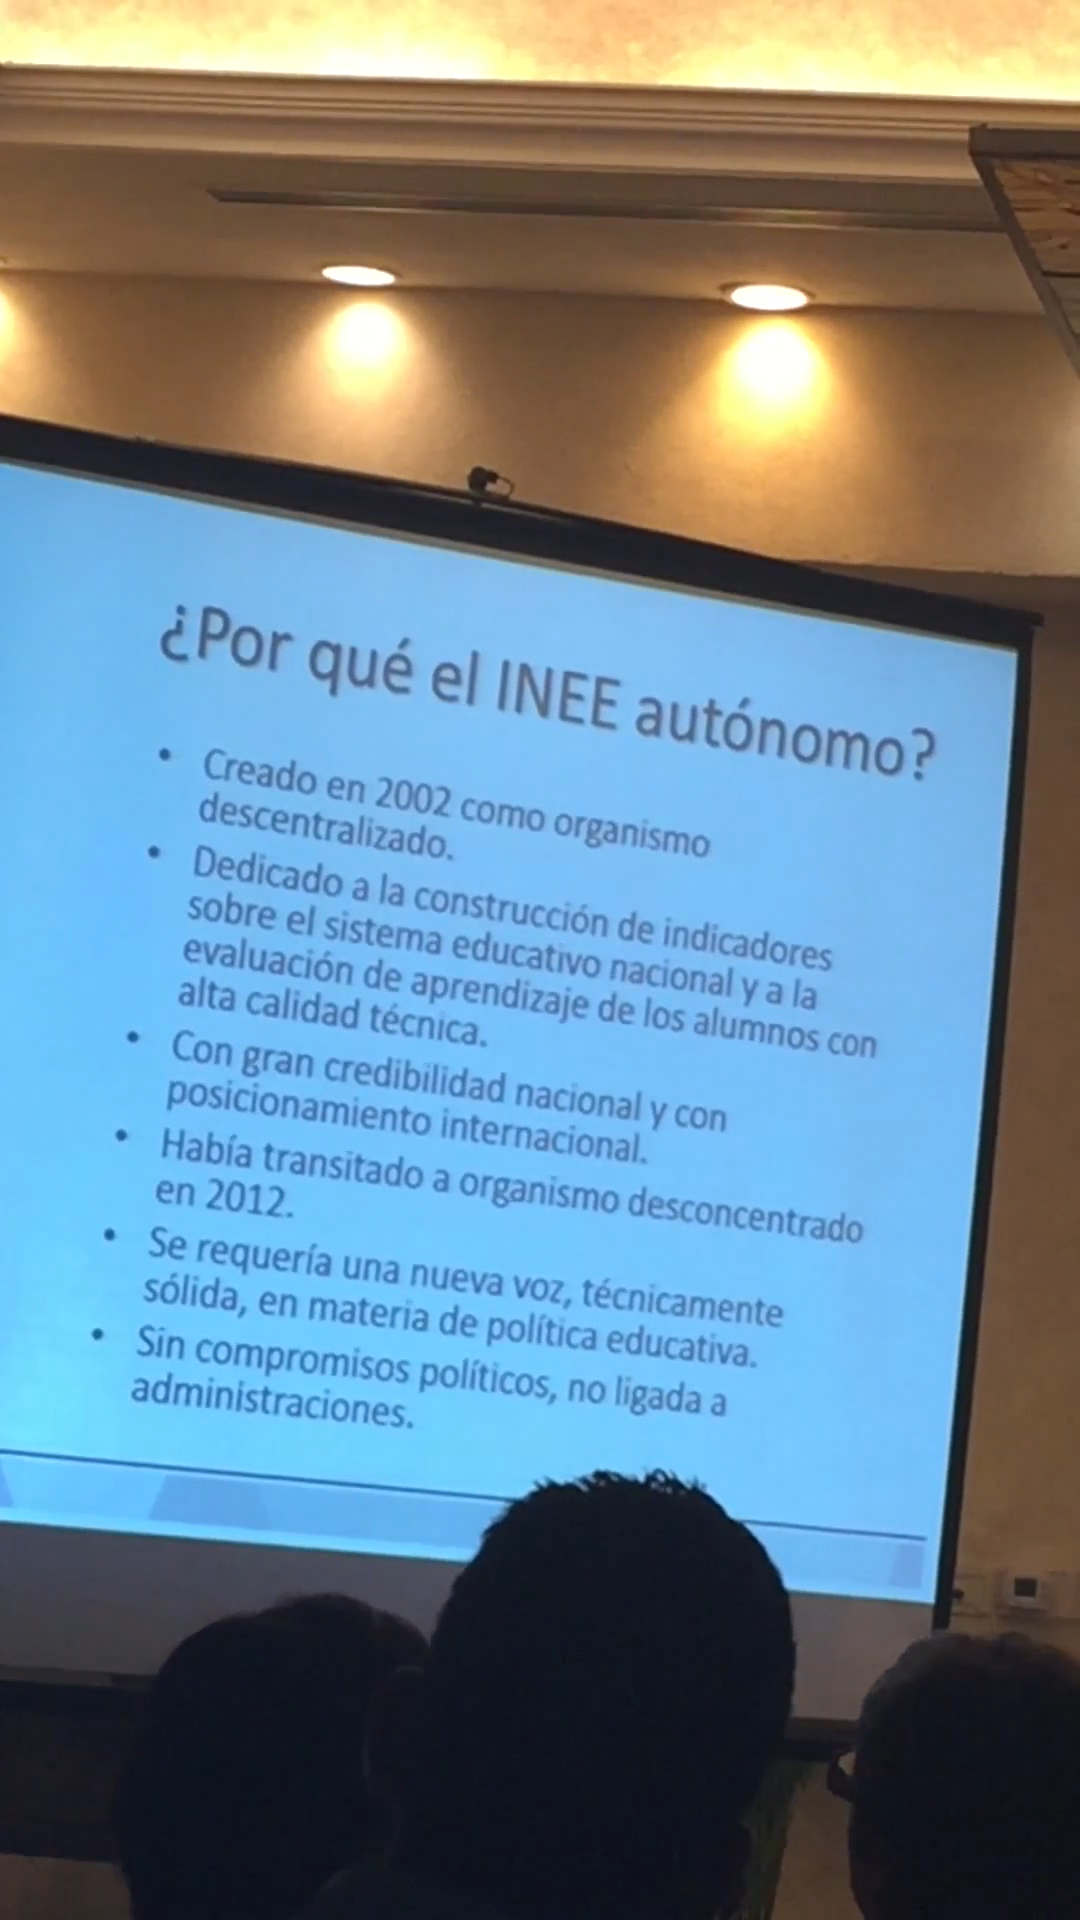 ¿Por qué el INEE autónomo?
• Creado en 2002 como organismo
descentralizado.
• Dedicado a la construcción de indicadores
sobre el sistema educativo nacional y a la
evaluación de aprendizaje de los alumnos con
alta calidad técnica.
• Con gran credibilidad nacional y con
posicionamiento internacional.
• Había transitado a organismo desconcentrado
en 2012.
• Se requería una nueva voz, técnicamente
sólida, en materia de política educativa.
• Sin compromisos políticos, no ligada a
administraciones.